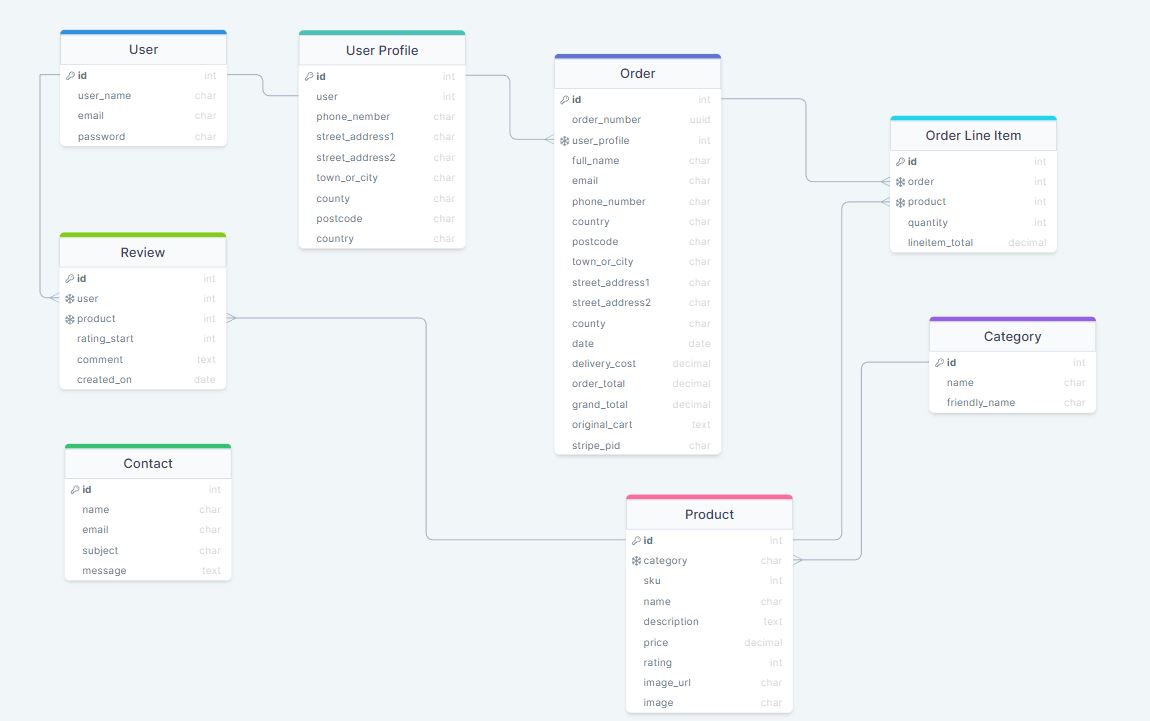 User
id int
user_name char
email char
password char
User Profile
id int
user int
phone_nember char
street_address1 char
street_address2 char
town_or_city char
county char
postcode char
country char
Order
id int
order_number uuid
user_profile int
full_name char
email char
phone_number char
country char
postcode char
town_or_city char
street_address1 char
street_address2 char
county char
date date
delivery_cost decimal
order_total decimal
grand_total decimal
original_cart text
stripe_pid char
Order Line Item
id int
order int
product int
quantity int
lineitem_total decimal
Review
id int
user int
product int
rating_start int
comment text
created_on date
Category
id int
name char
friendly_name char
Contact
id int
name char
email char
subject char
message text
Product
id int
category char
sku int
name char
description text
price decimal
rating int
image_url char
image char